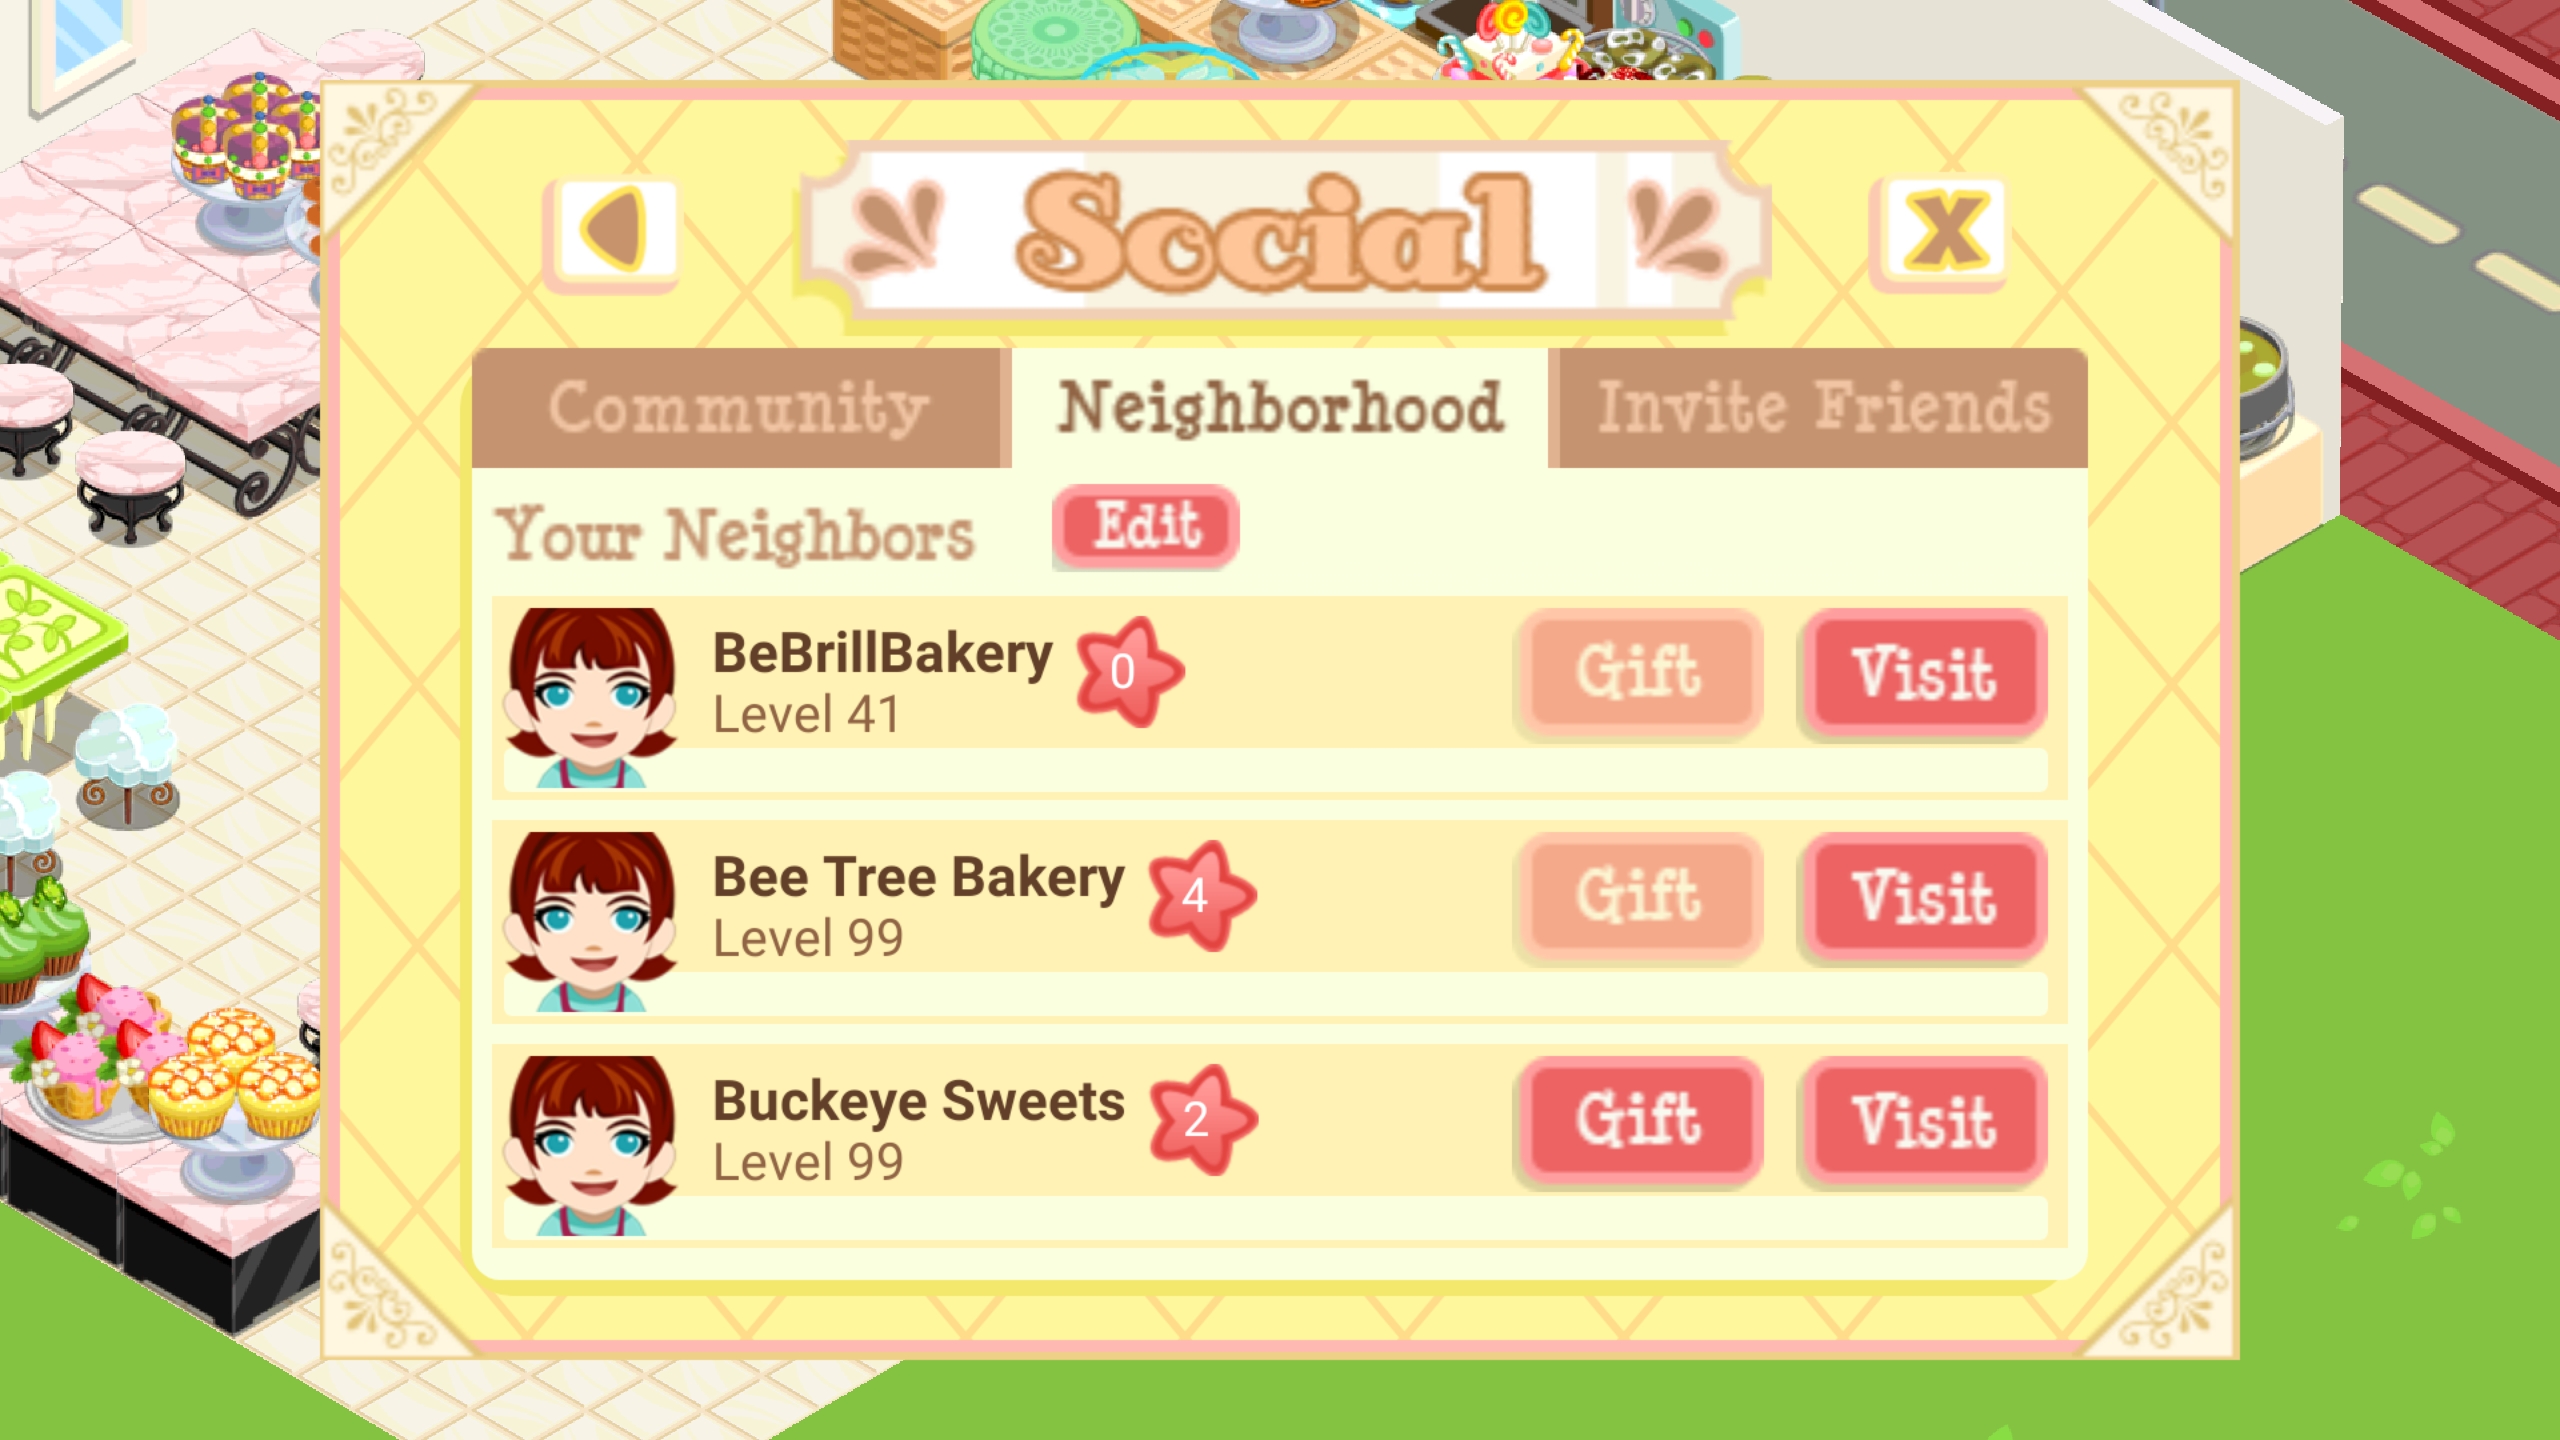 Social
Community Neighborhood Invite Friends
Your Neighbors Edit
BeBrillBakery 0 Gift Visit
Level 41
Bee Tree Bakery 4 Gift Visit
Level 99
Buckeye Sweets 2 Gift Visit
Level 99